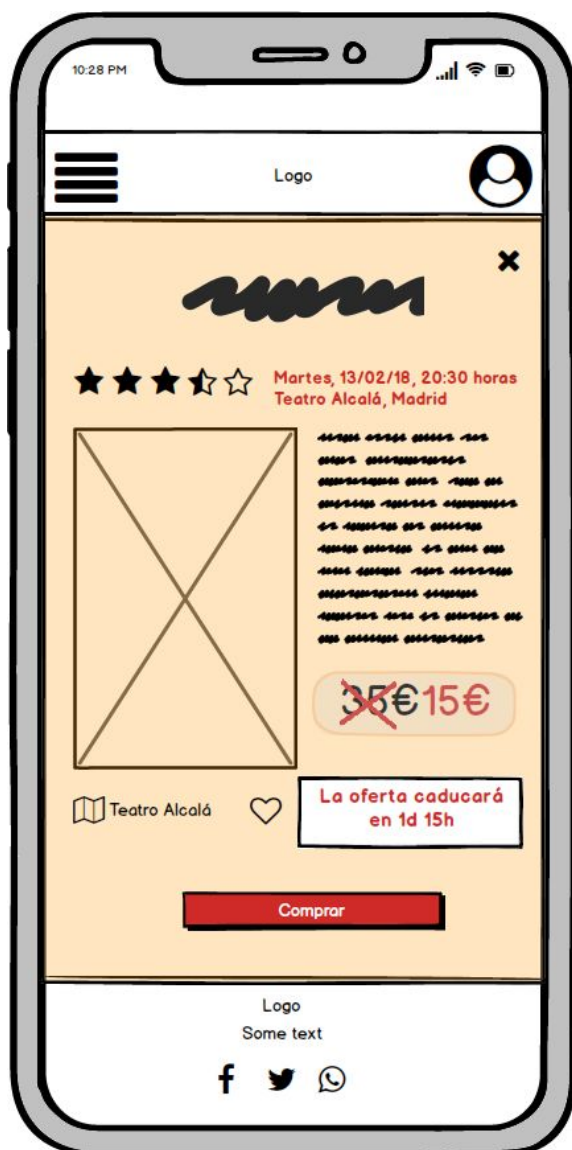 10:28 PM
Logo
Martes, 13/02/18, 20:30 horas
Teatro Alcalá, Madrid
35€ 15€
Teatro Alcalá
La oferta caducará
en 1d 15h
Comprar
Logo
Some text